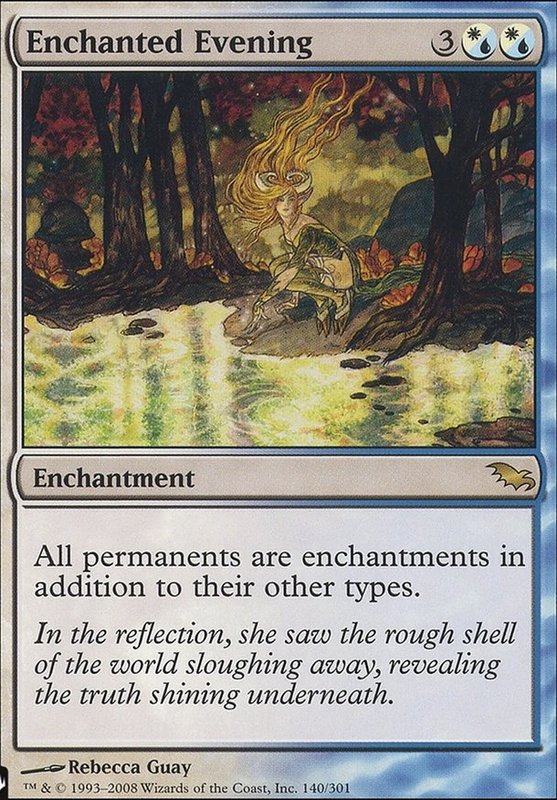 Enchanted Evening 3
Enchantment
All permanents are enchantments in
addition to their other types.
In the reflection, she saw the rough shell
of the world sloughing away, revealing
the truth shining underneath.
Rebecca Guay
™ & © 1993–2008 Wizards of the Coast, Inc. 140/301